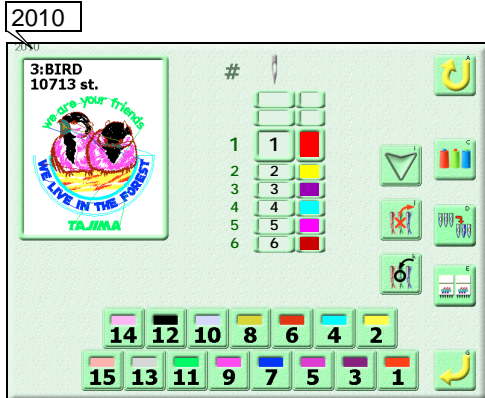 2010
2010
3:BIRD
10713 st.
we are your friends
WE LIVE IN THE FOREST
TAJIMA
#
1 1
2 2
3 3
4 4
5 5
6 6
A
C
I
J
D
K
E
14 12 10 8 6 4 2
15 13 11 9 7 5 3 1
G